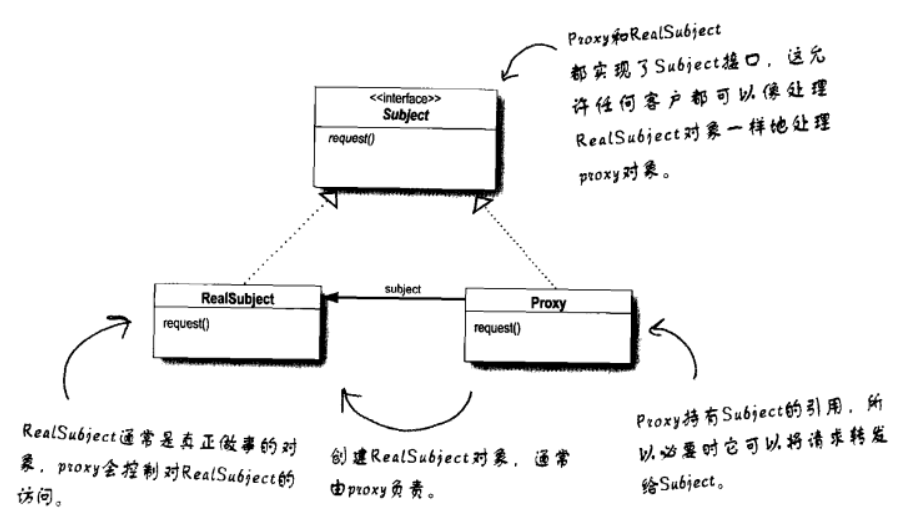 Proxy和RealSubject
都实现了Subject接口，这允
许任何客户都可以像处理
RealSubject对象一样地处理
proxy对象。
<<interface>>
Subject
request()
RealSubject
request()
subject
Proxy
request()
RealSubject通常是真正做事的对
象，proxy会控制对RealSubject的
访问。
创建RealSubject对象，通常
由proxy负责。
Proxy持有Subject的引用，所
以必要时它可以将请求转发
给Subject。